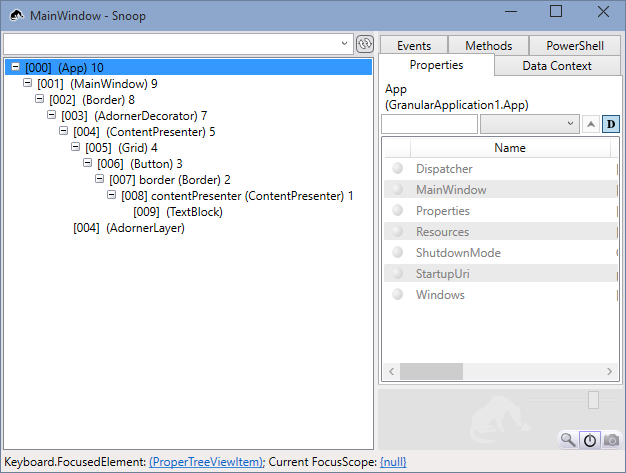 MainWindow - Snoop
[000] (App) 10
[001] (MainWindow) 9
[002] (Border) 8
[003] (AdornerDecorator) 7
[004] (ContentPresenter) 5
[005] (Grid) 4
[006] (Button) 3
[007] border (Border) 2
[008] contentPresenter (ContentPresenter) 1
[009] (TextBlock)
[004] (AdornerLayer)
Events Methods PowerShell
Properties Data Context
App
(GranularApplication1.App)
D
Name
Dispatcher
MainWindow
Properties
Resources
ShutdownMode
StartupUri
Windows
Keyboard.FocusedElement: (ProperTreeViewItem); Current FocusScope: {null}